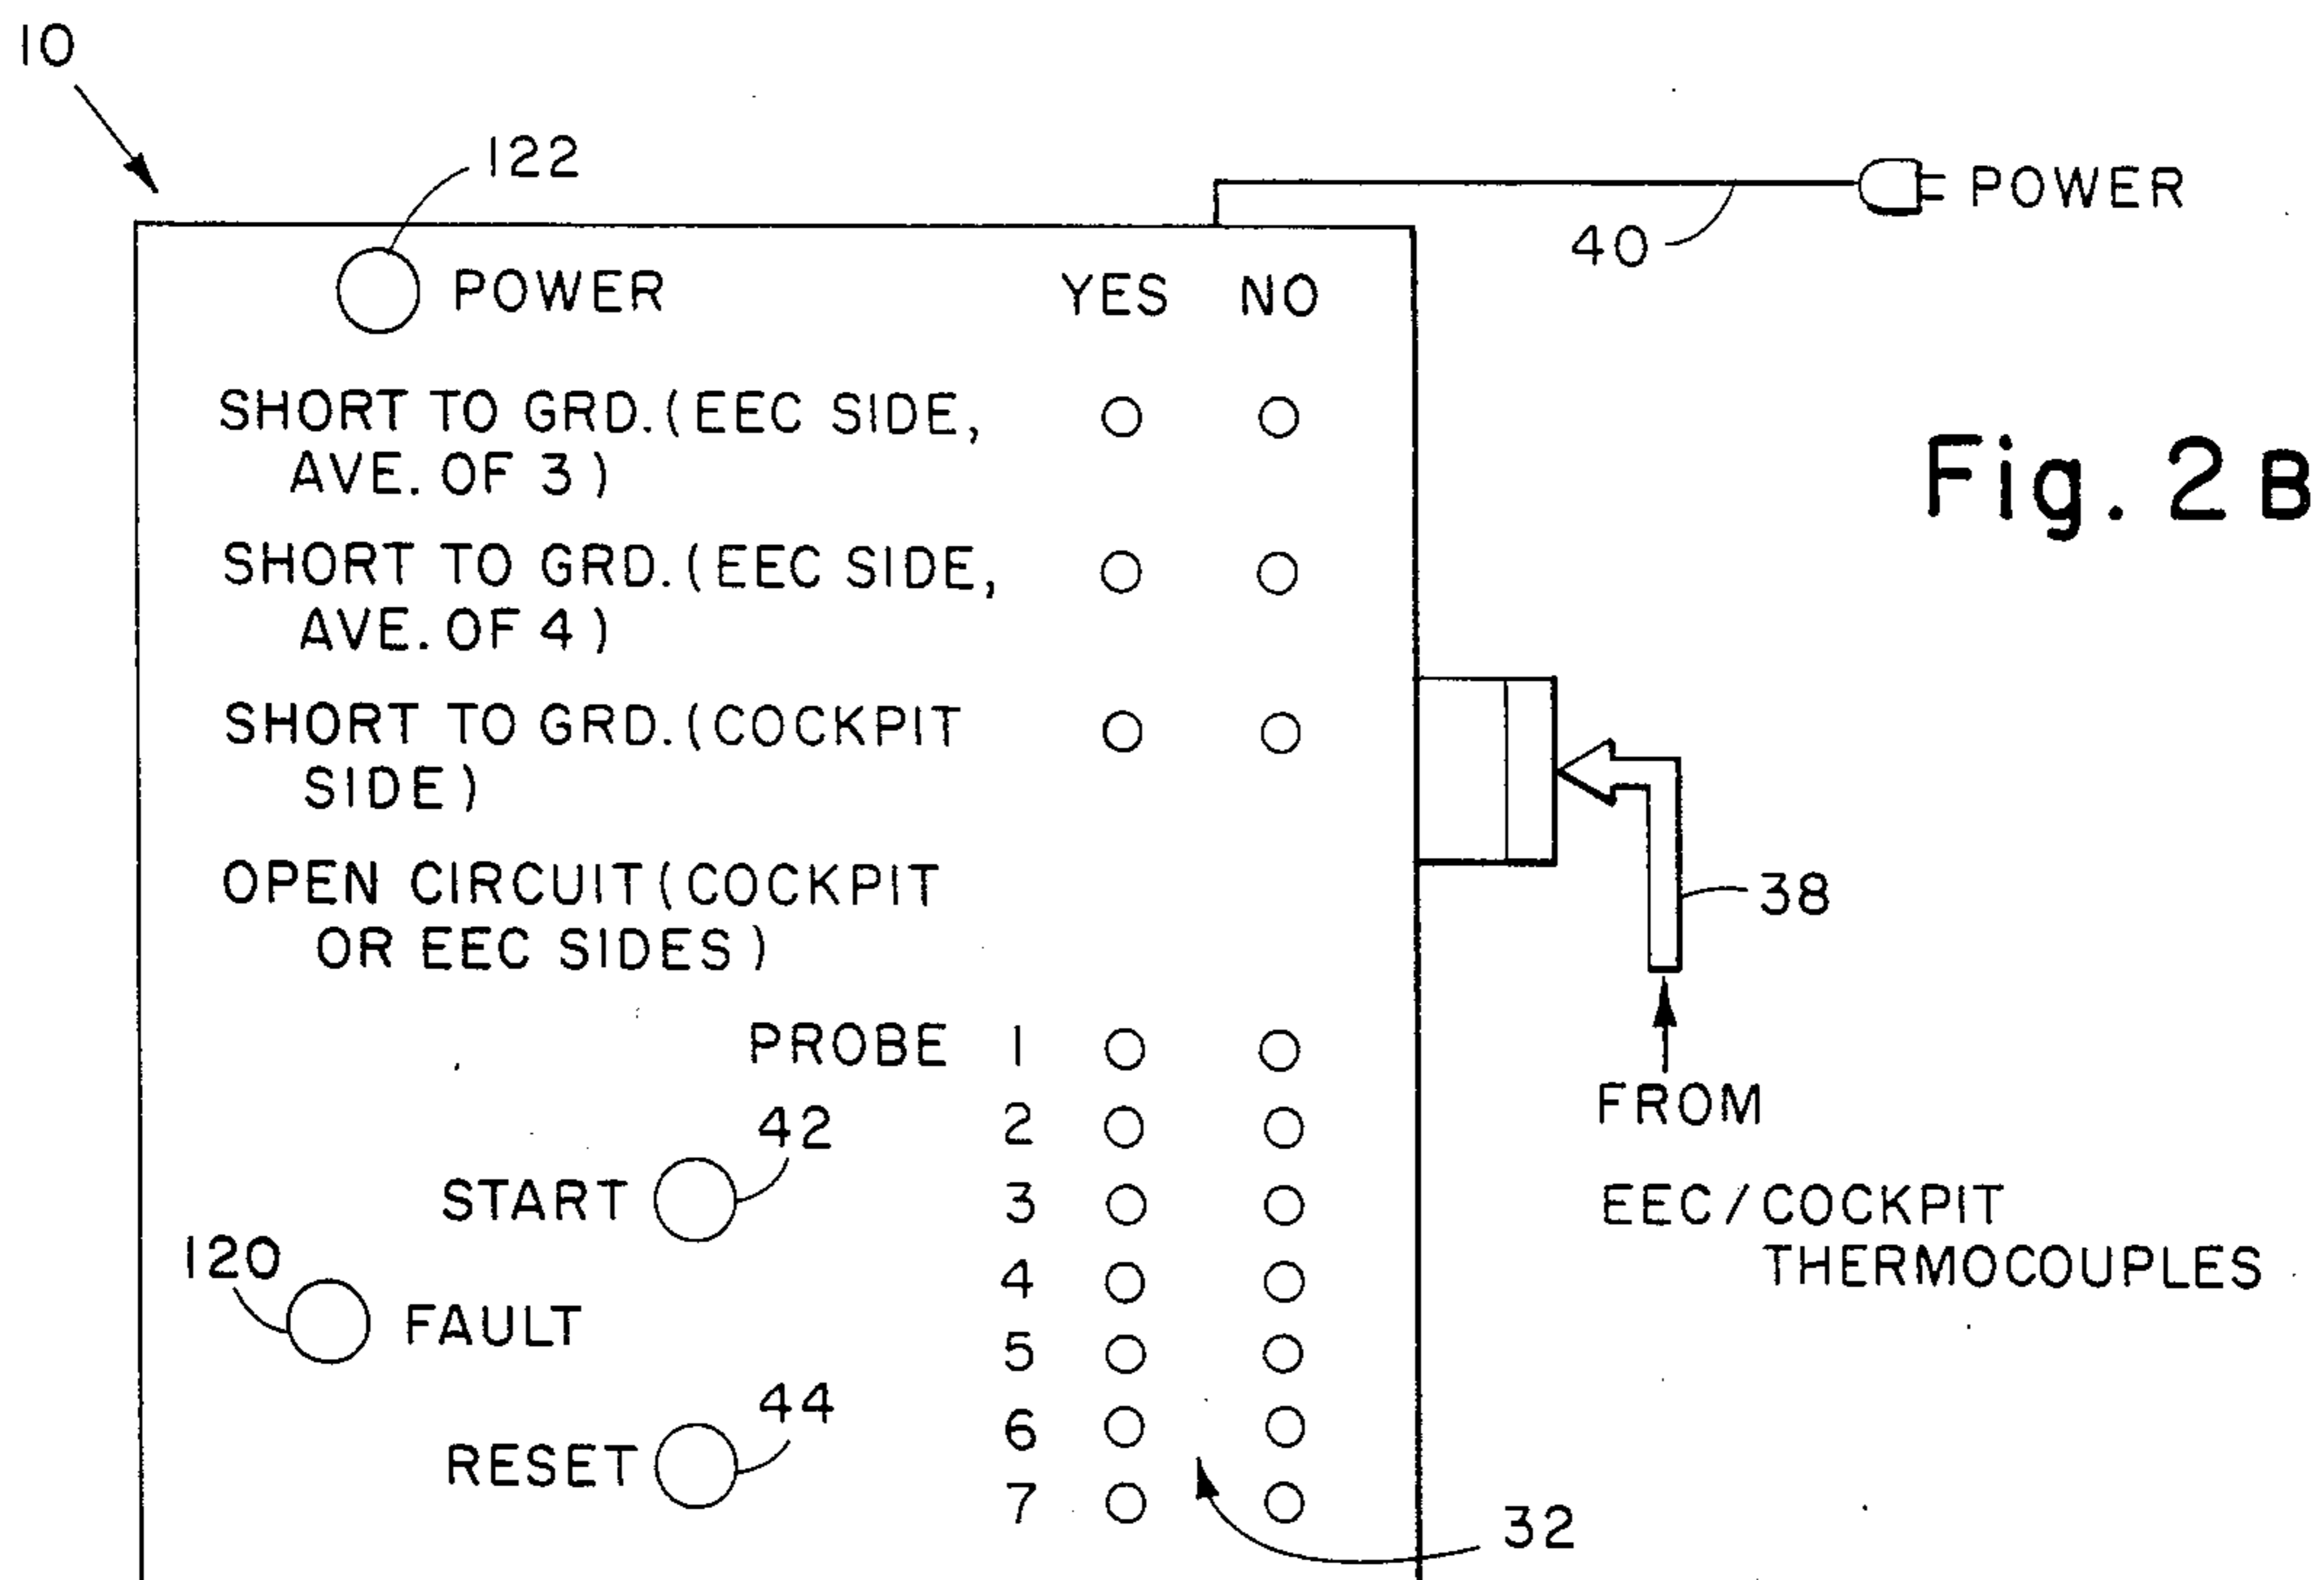 10
122
POWER
40
POWER YES NO
SHORT TO GRD. (EEC SIDE,
AVE. OF 3)
Fig. 2B
SHORT TO GRD. (EEC SIDE,
AVE. OF 4)
SHORT TO GRD. (COCKPIT
SIDE)
OPEN CIRCUIT (COCKPIT
OR EEC SIDES)
38
PROBE 1
FROM
EEC/COCKPIT
THERMOCOUPLES
2
42
START
3
120
FAULT
4
5
44
6
RESET
7
32